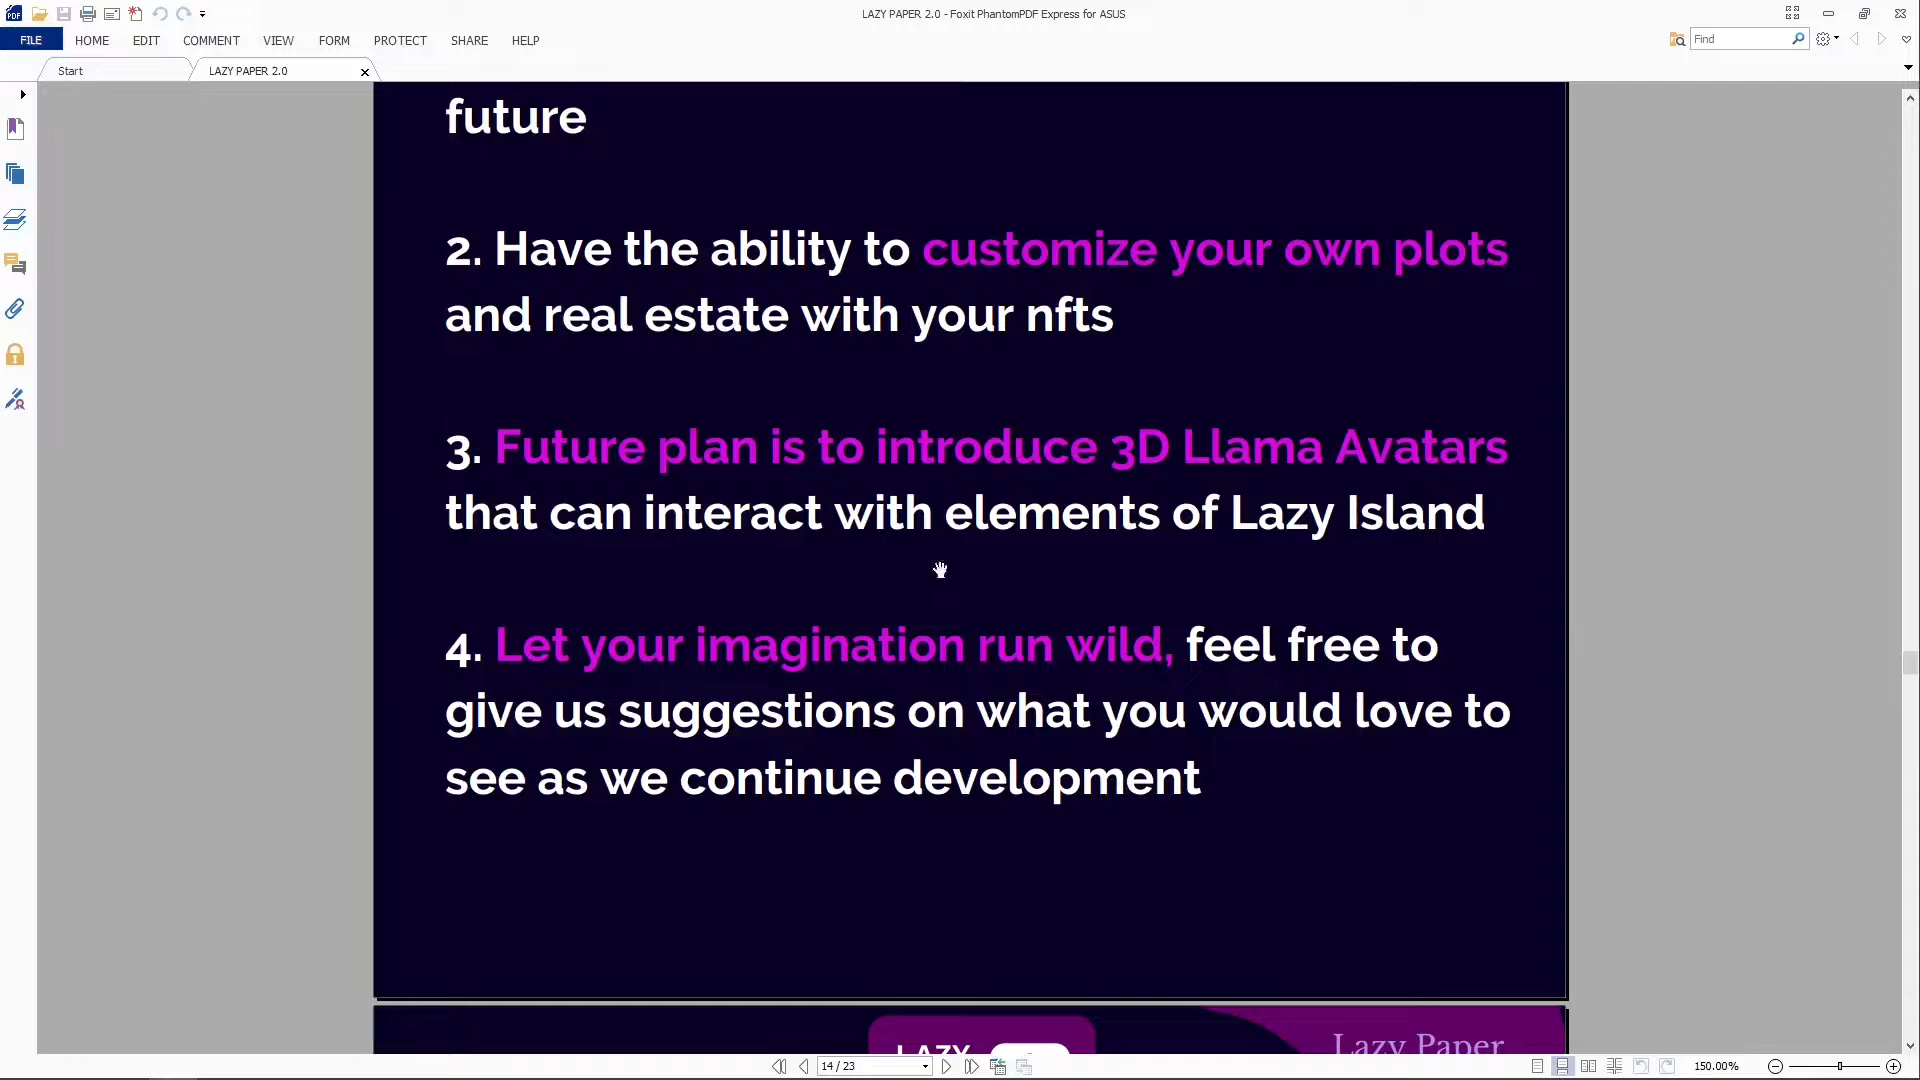 LAZY PAPER 2.0 - Foxit PhantomPDF Express for ASUS
FILE HOME EDIT COMMENT VIEW FORM PROTECT SHARE HELP
Find
Start LAZY PAPER 2.0
future
2. Have the ability to customize your own plots
and real estate with your nfts
3. Future plan is to introduce 3D Llama Avatars
that can interact with elements of Lazy Island
4. Let your imagination run wild, feel free to
give us suggestions on what you would love to
see as we continue development
LAZY
Lazy Paper
14 / 23
150.00%